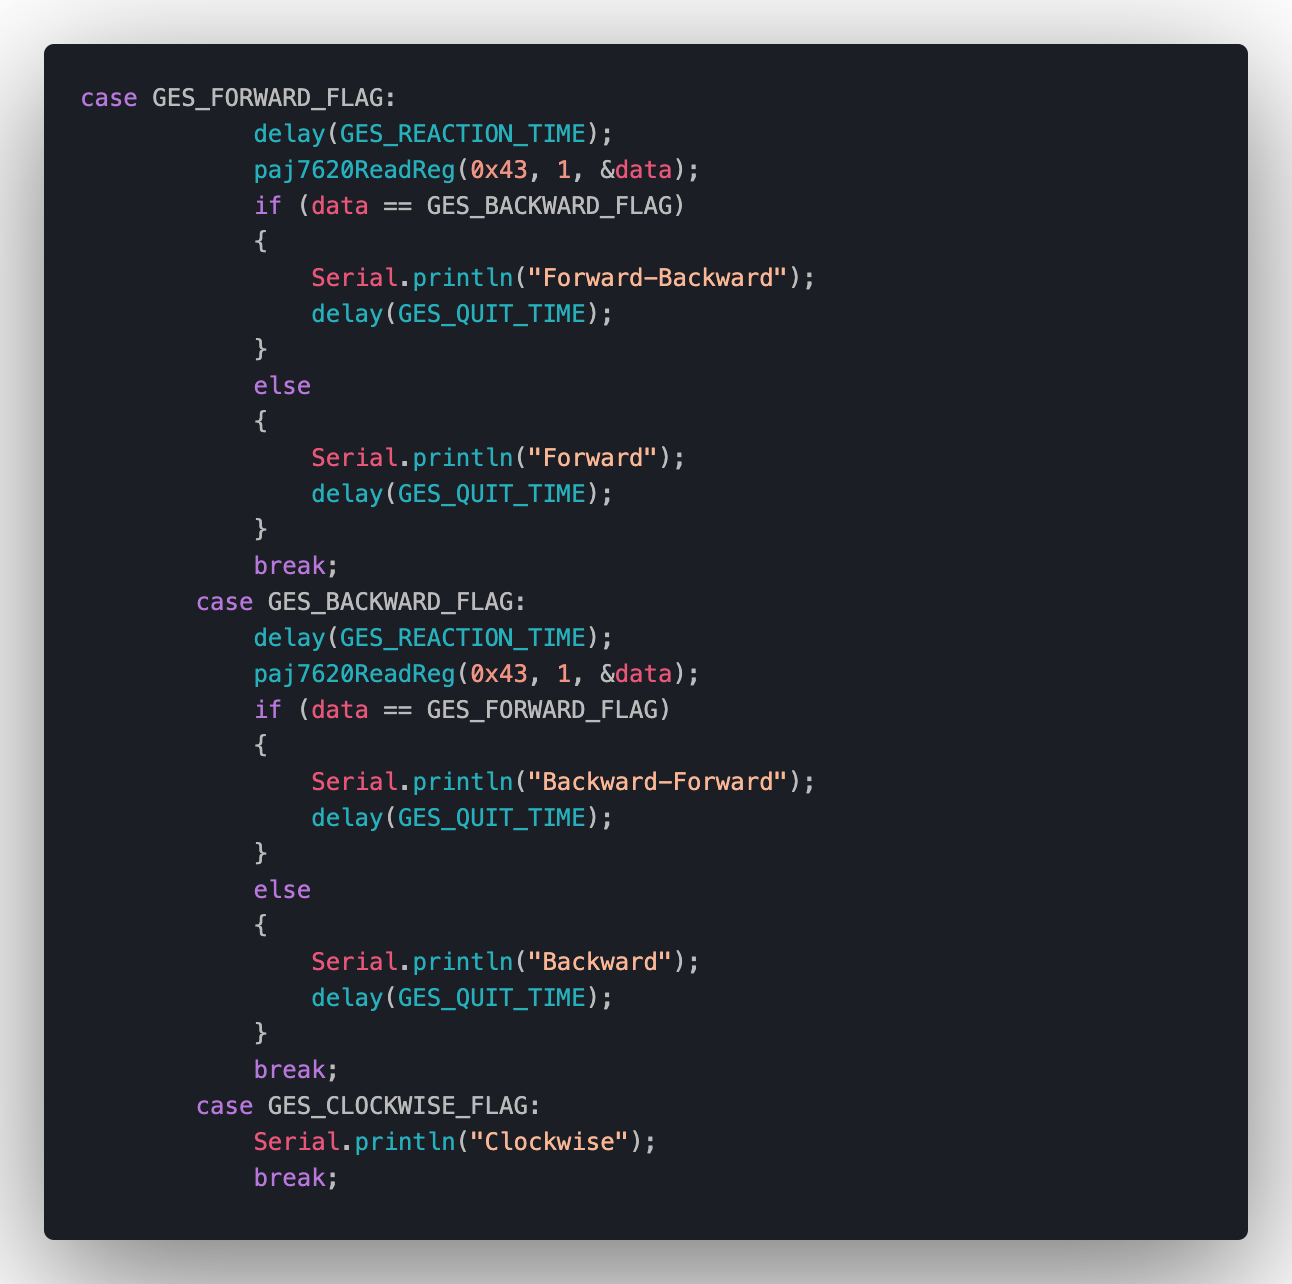 case GES_FORWARD_FLAG:
            delay(GES_REACTION_TIME);
            paj7620ReadReg(0x43, 1, &data);
            if (data == GES_BACKWARD_FLAG)
            {
                Serial.println("Forward-Backward");
                delay(GES_QUIT_TIME);
            }
            else
            {
                Serial.println("Forward");
                delay(GES_QUIT_TIME);
            }
            break;
        case GES_BACKWARD_FLAG:
            delay(GES_REACTION_TIME);
            paj7620ReadReg(0x43, 1, &data);
            if (data == GES_FORWARD_FLAG)
            {
                Serial.println("Backward-Forward");
                delay(GES_QUIT_TIME);
            }
            else
            {
                Serial.println("Backward");
                delay(GES_QUIT_TIME);
            }
            break;
        case GES_CLOCKWISE_FLAG:
            Serial.println("Clockwise");
            break;